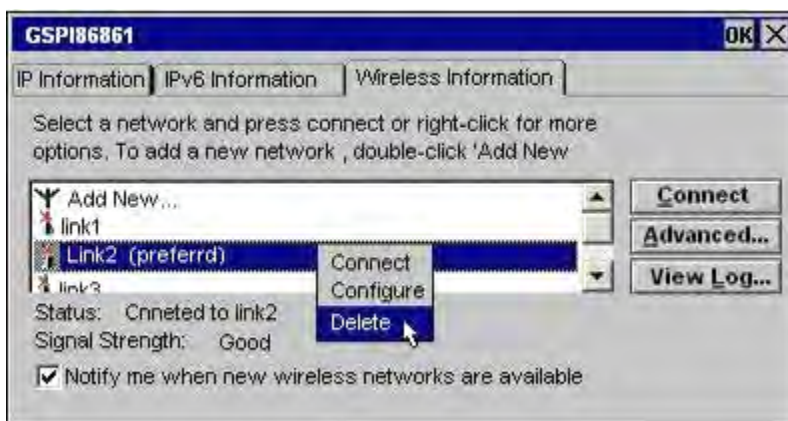 GSPI86861 OK
IP Information IPv6 Information Wireless Information
Select a network and press connect or right-click for more
options. To add a new network , double-click 'Add New
Add New...
link1
Link2 (preferrd)
link3
Connect
Configure
Delete
Connect
Advanced...
View Log...
Status: Cnneted to link2
Signal Strength: Good
Notify me when new wireless networks are available